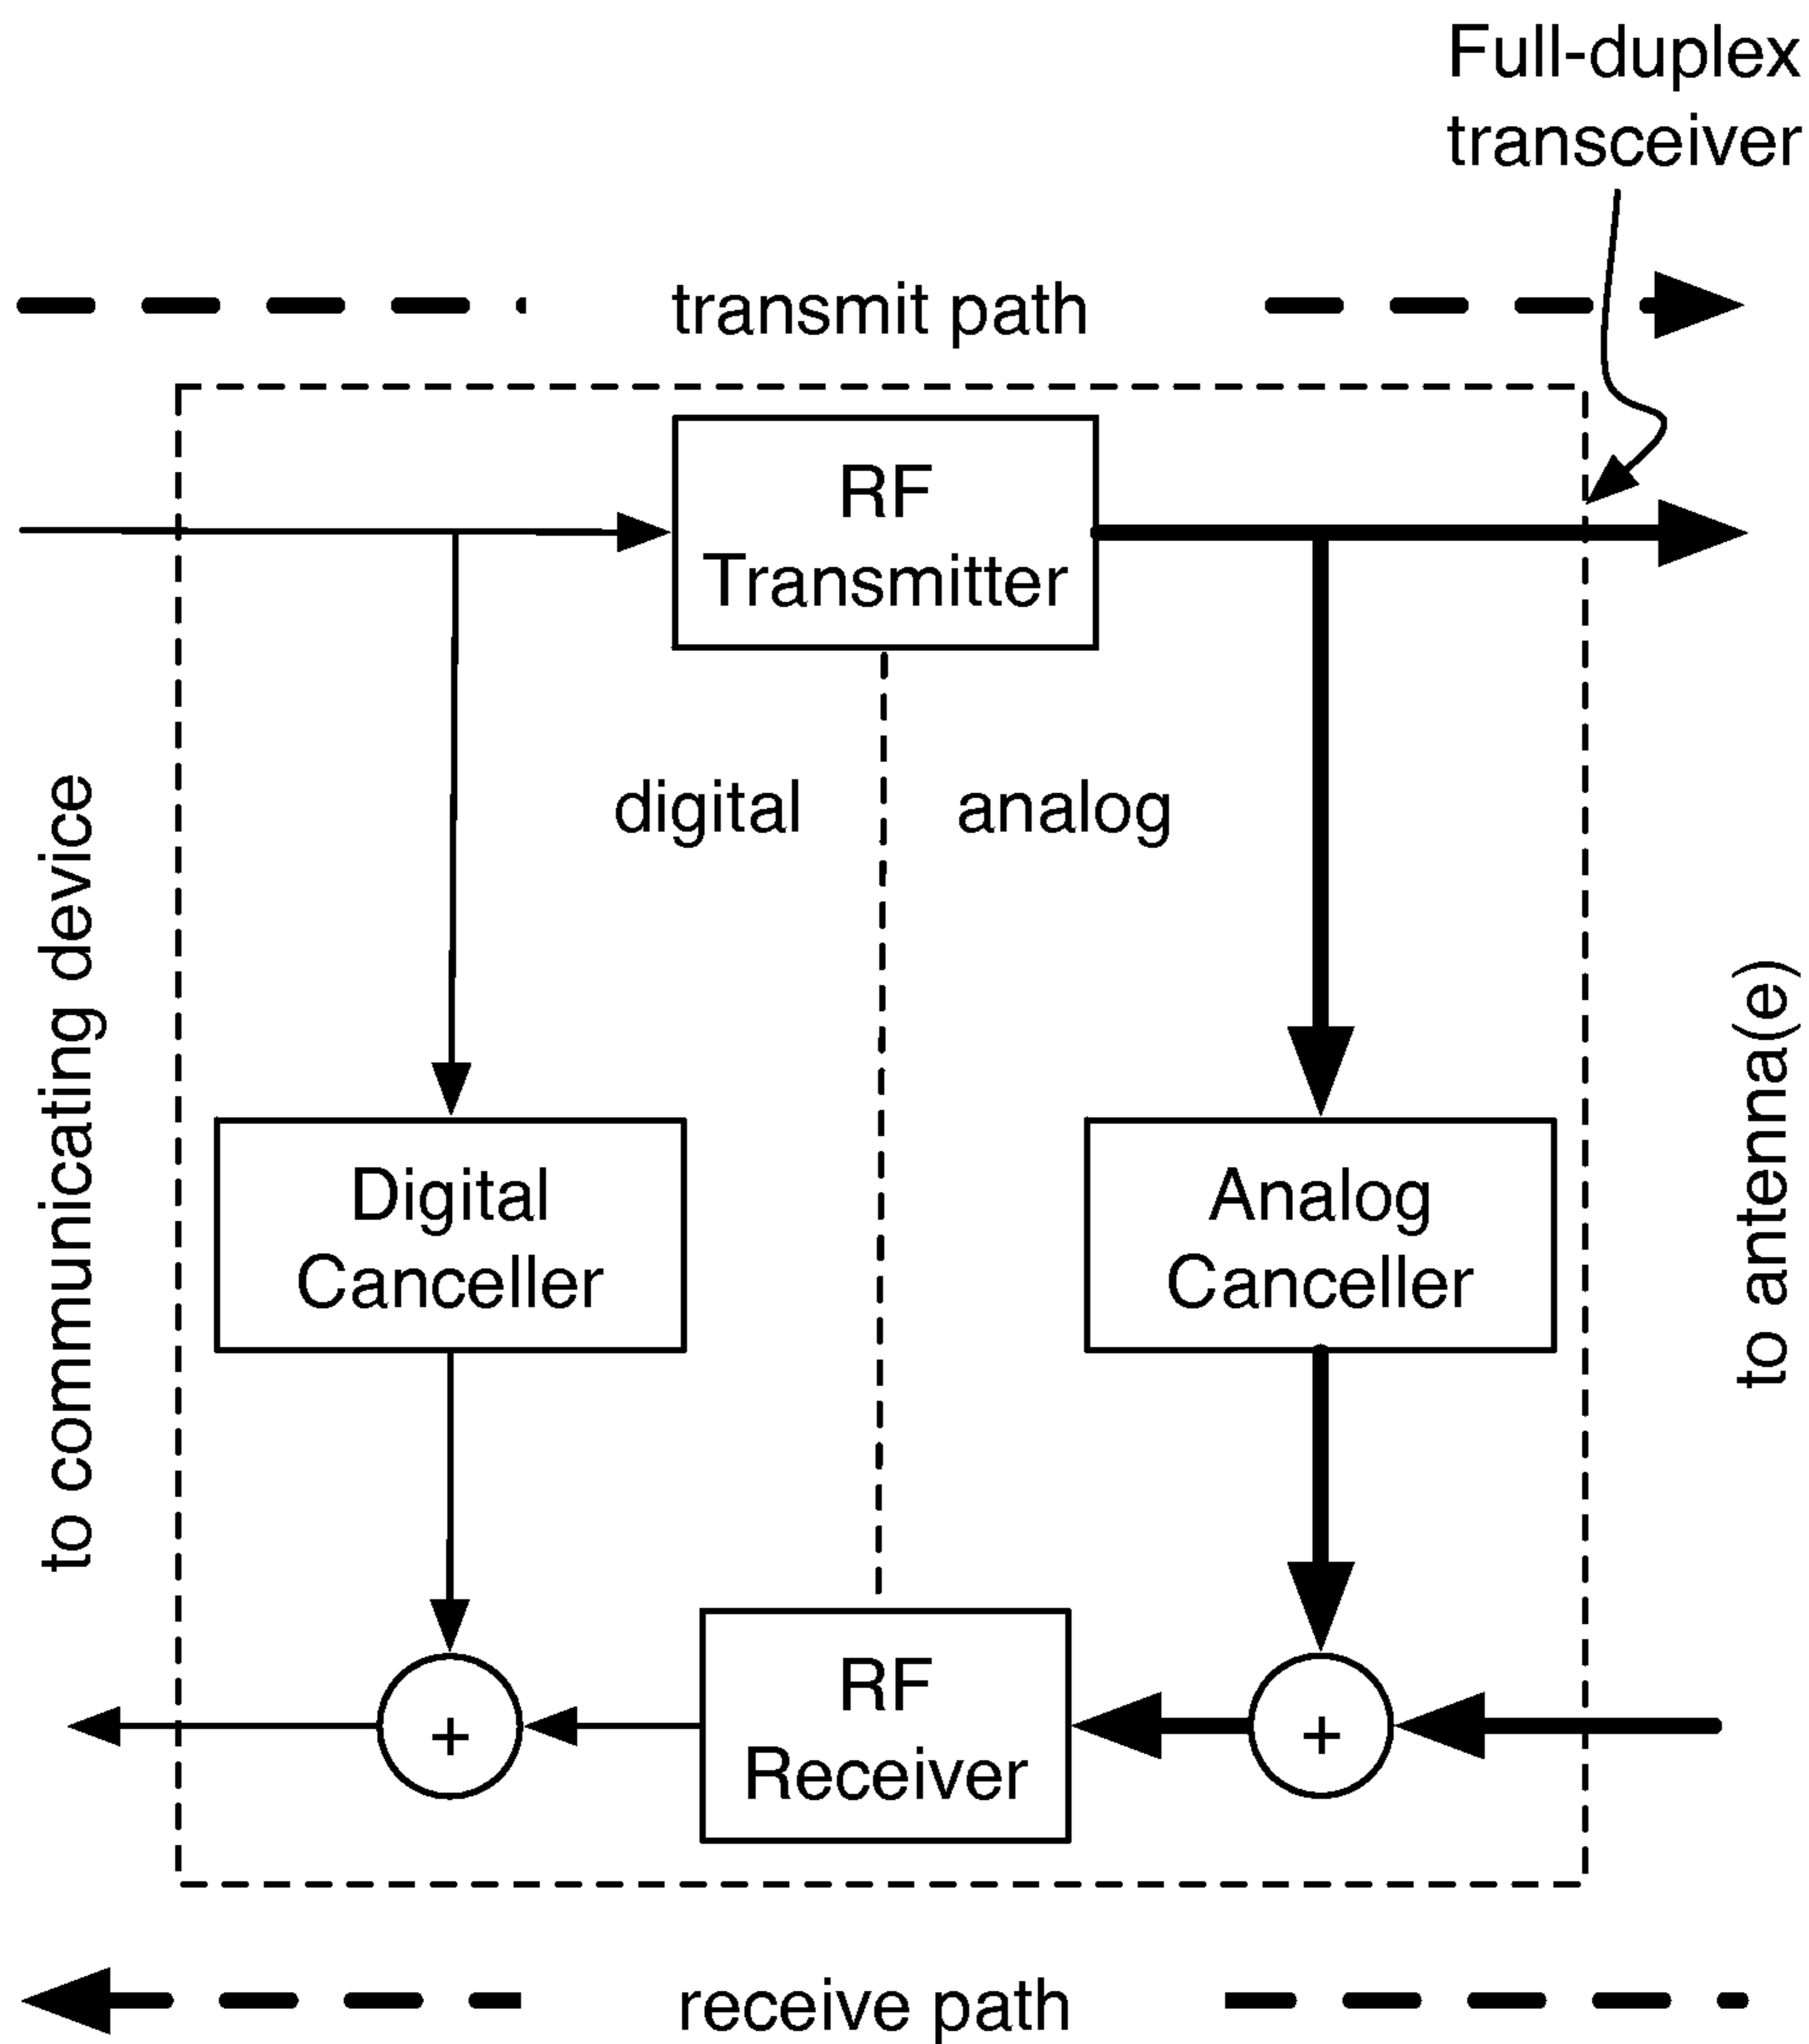 Full-duplex
transceiver
transmit path
RF
Transmitter
digital
analog
to communicating device
to antenna(e)
Digital
Canceller
Analog
Canceller
RF
Receiver
+
+
receive path